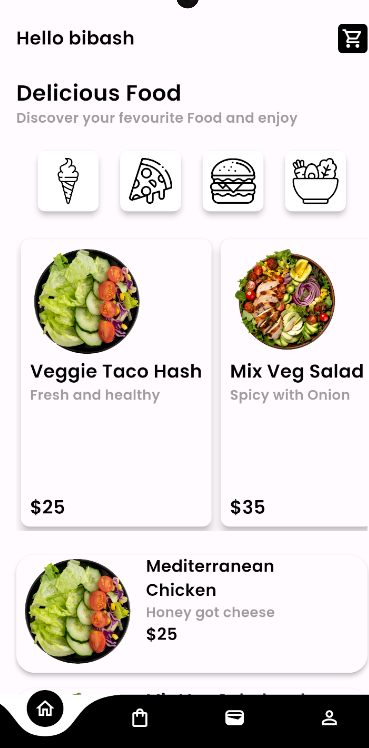 Hello bibash
Delicious Food
Discover your fevourite Food and enjoy
Veggie Taco Hash
Fresh and healthy
$25
Mix Veg Salad
Spicy with Onion
$35
Mediterranean
Chicken
Honey got cheese
$25